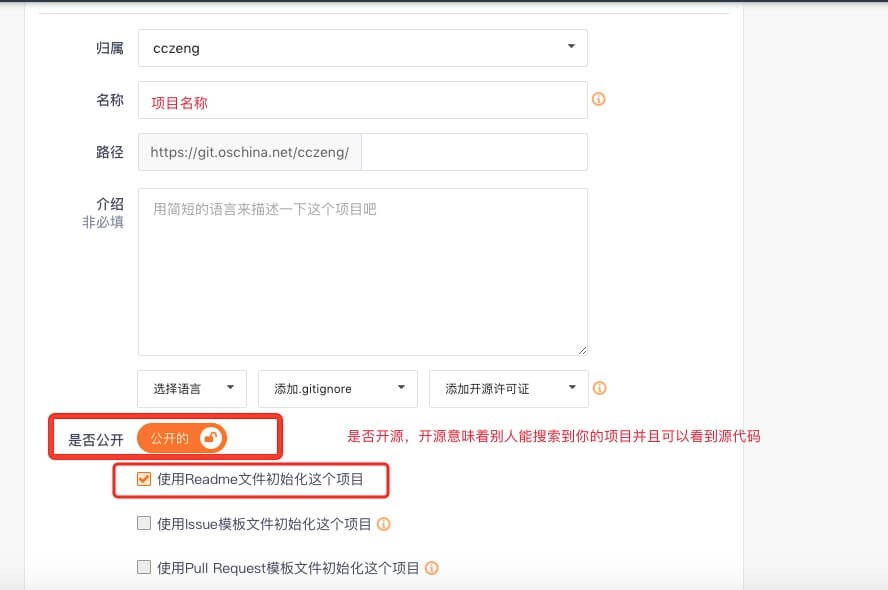 归属 cczeng
名称 项目名称
路径 https://git.oschina.net/cczeng/
介绍 用简短的语言来描述一下这个项目吧
非必填
选择语言 添加.gitignore 添加开源许可证
是否公开 公开的 是否开源，开源意味着别人能搜索到你的项目并且可以看到源代码
使用Readme文件初始化这个项目
使用Issue模板文件初始化这个项目
使用Pull Request模板文件初始化这个项目